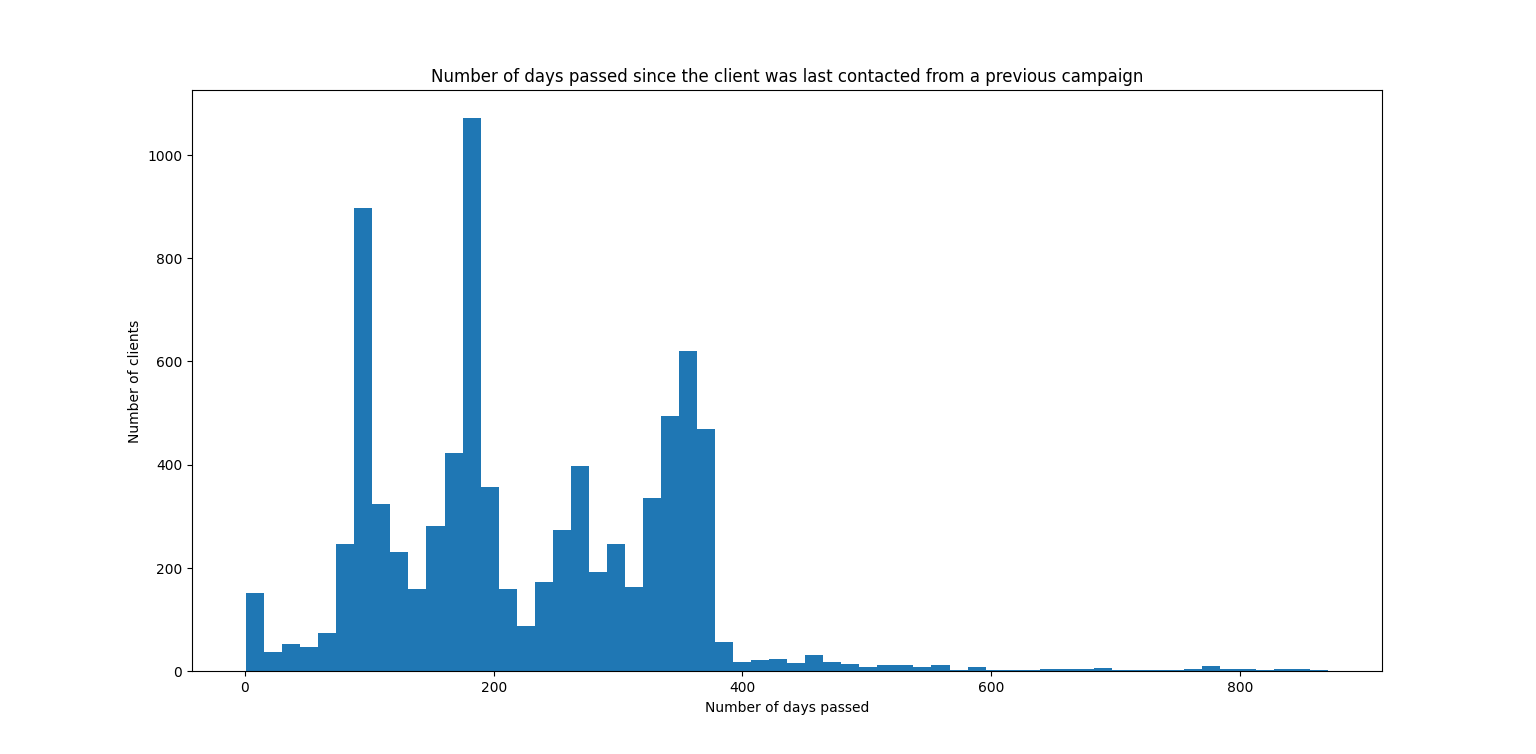 Number of days passed since the client was last contacted from a previous campaign
1000
800
600
400
200
0
Number of clients
0 200 400 600 800
Number of days passed